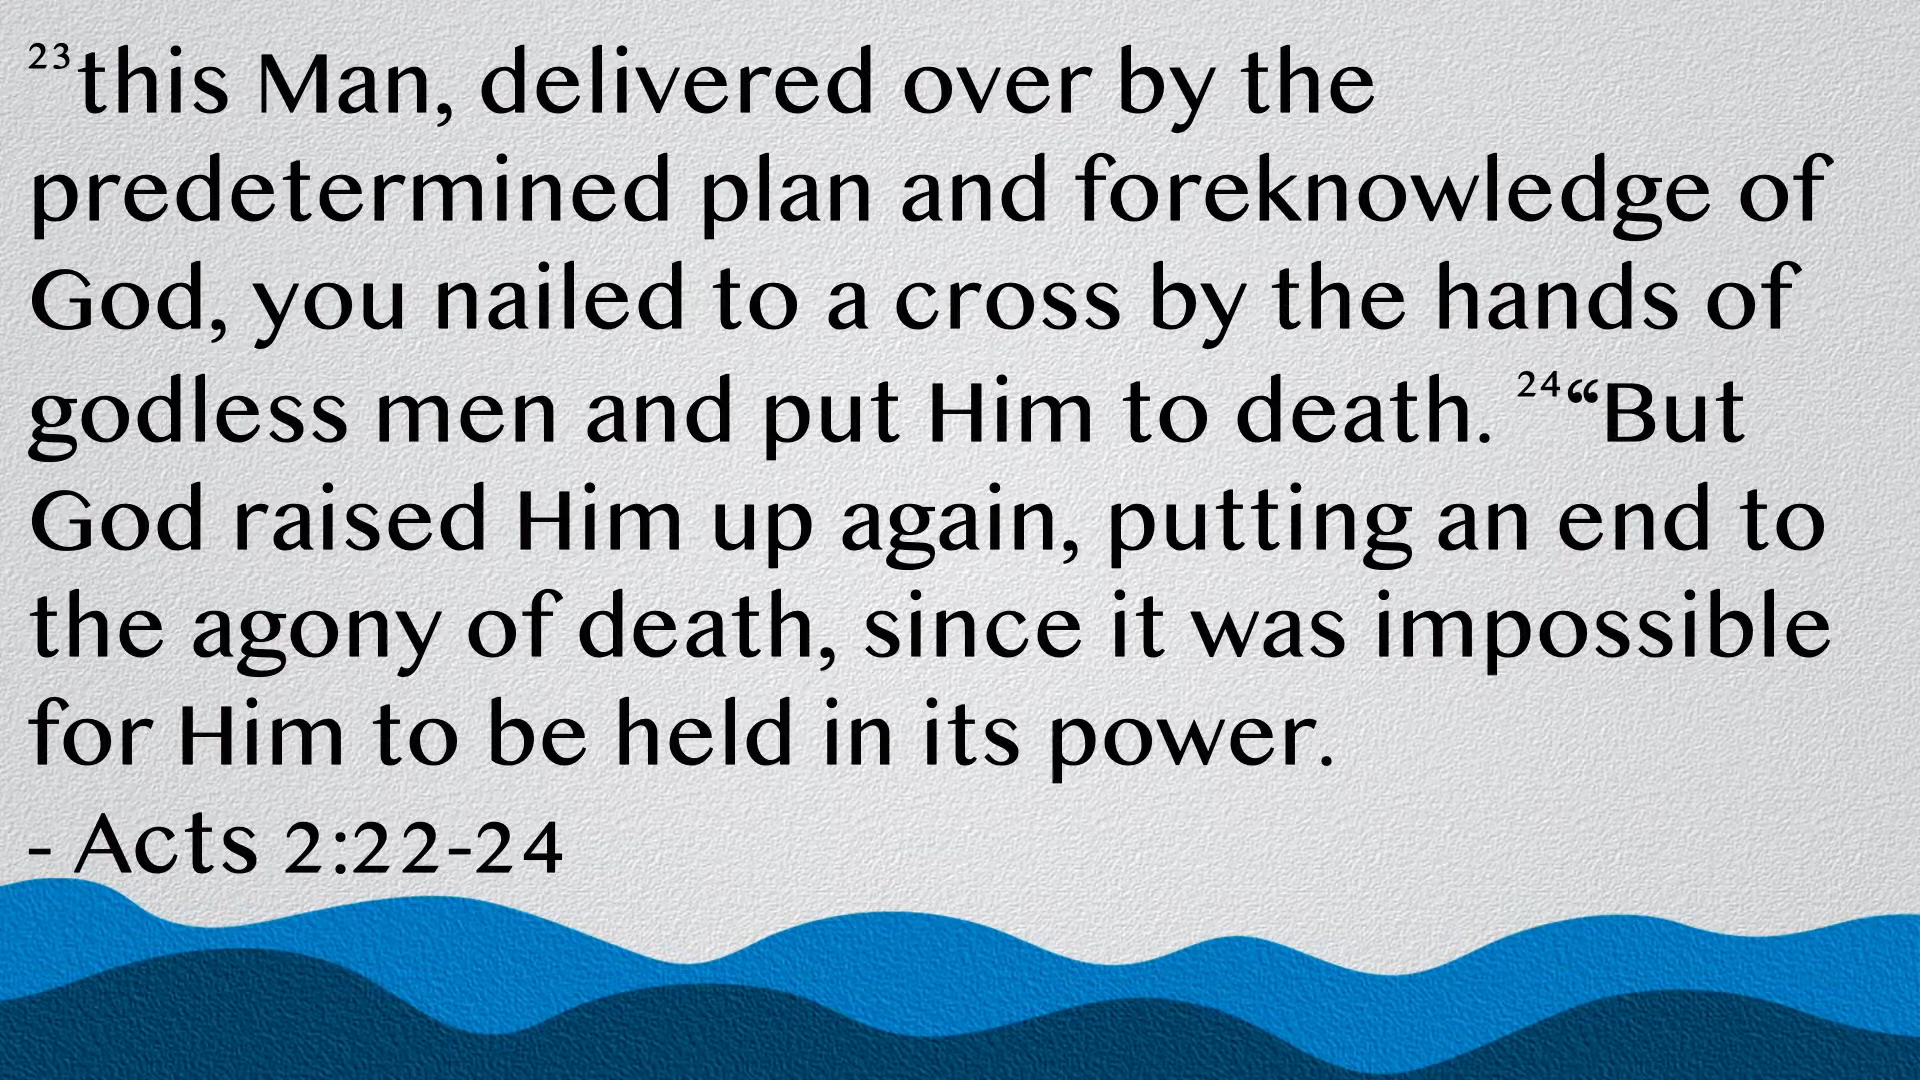 ²³this Man, delivered over by the
predetermined plan and foreknowledge of
God, you nailed to a cross by the hands of
godless men and put Him to death. ²⁴“But
God raised Him up again, putting an end to
the agony of death, since it was impossible
for Him to be held in its power.
- Acts 2:22-24